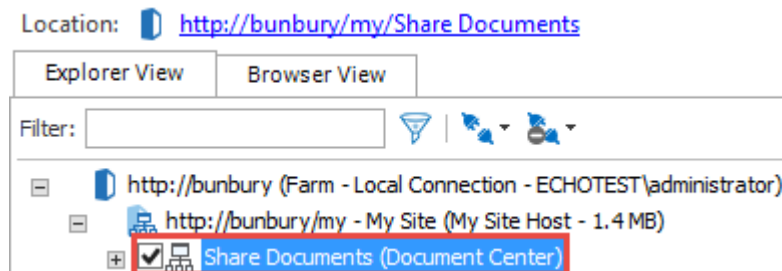 Location: http://bunbury/my/Share Documents
Explorer View Browser View
Filter:
http://bunbury (Farm - Local Connection - ECHOTEST\administrator)
http://bunbury/my - My Site (My Site Host - 1.4 MB)
Share Documents (Document Center)